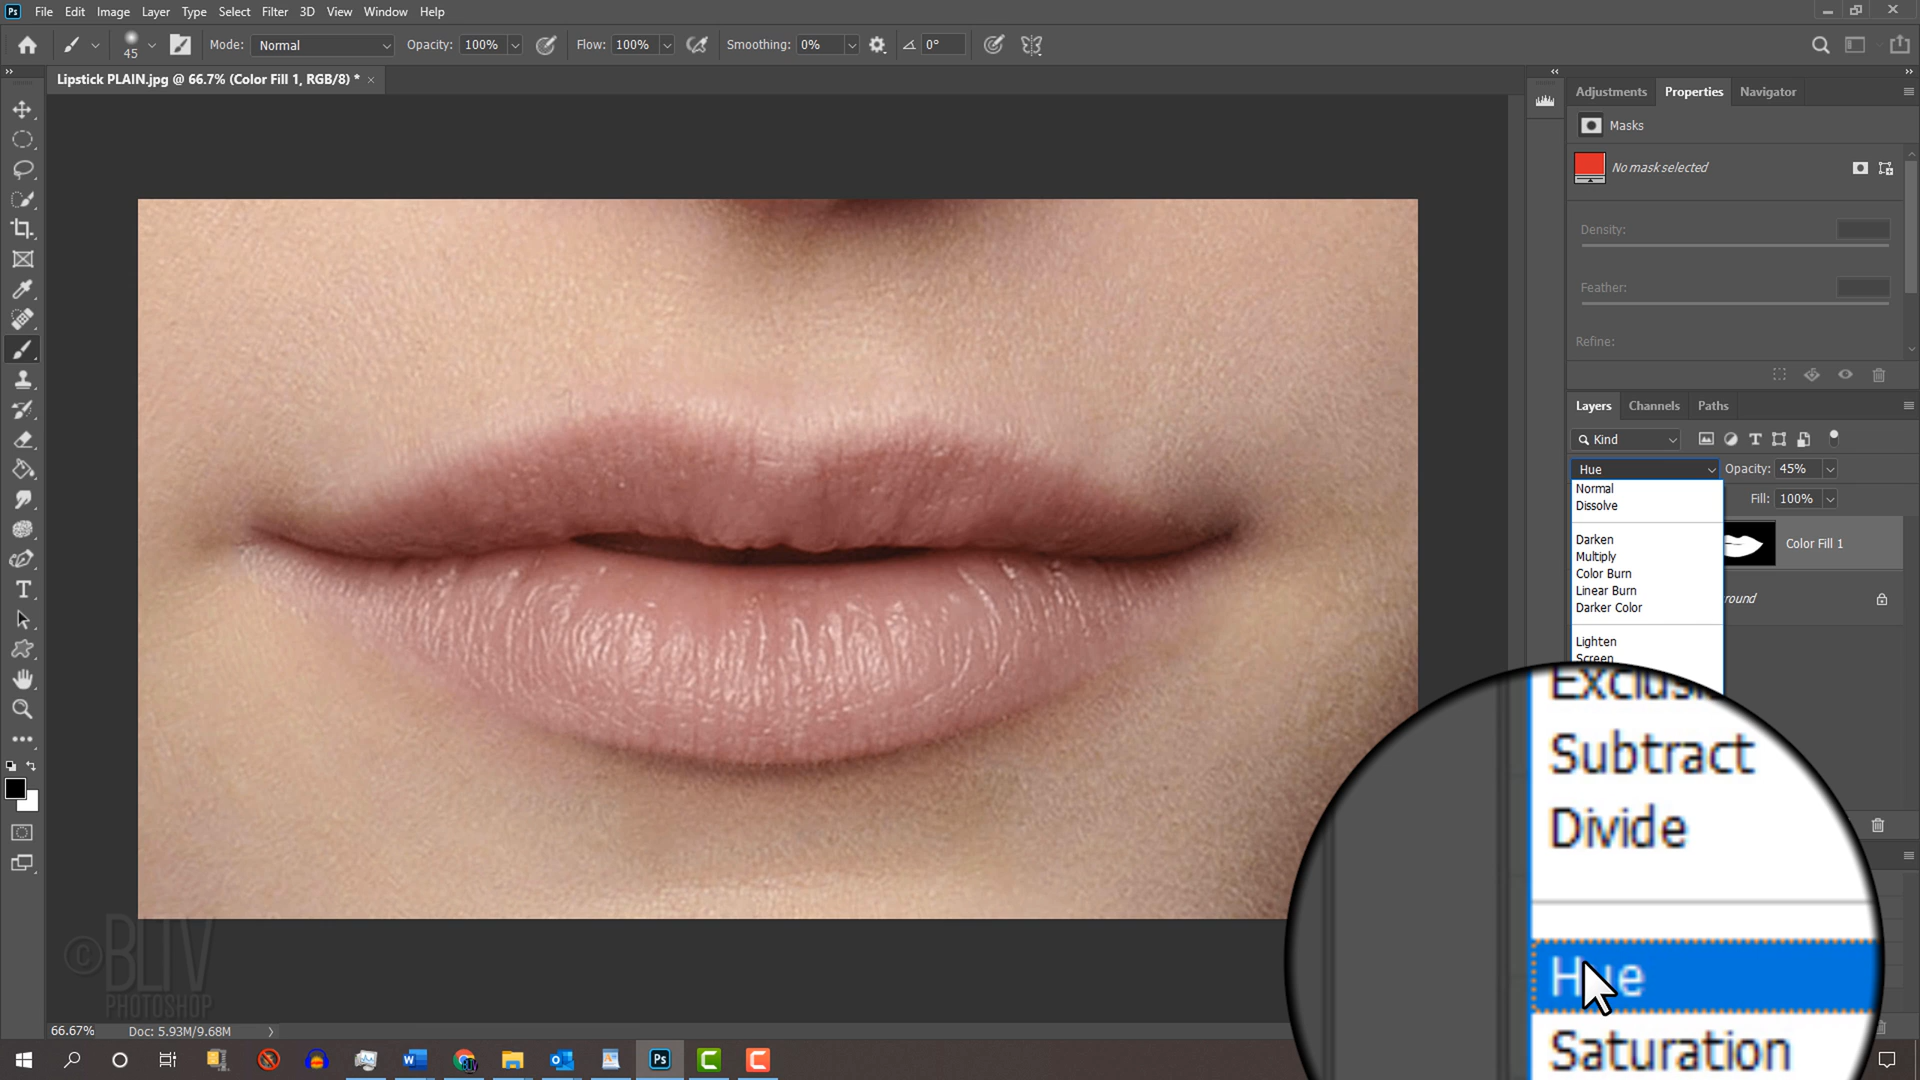 Ps File Edit Image Layer Type Select Filter 3D View Window Help
45 Mode: Normal Opacity: 100% Flow: 100% Smoothing: 0% 0°
Lipstick PLAIN.jpg @ 66.7% (Color Fill 1, RGB/8) * ×
Adjustments Properties Navigator
Masks
No mask selected
Density:
Feather:
Refine:
Layers Channels Paths
Kind
Hue Opacity: 45%
Normal Fill: 100%
Dissolve
Darken
Color Fill 1
Multiply
Color Burn
Linear Burn
Darker Color
Lighten
Screen
Subtract
Divide
Hue
Saturation
©BLTV
PHOTOSHOP
66.67% Doc: 5.93M/9.68M
Ps